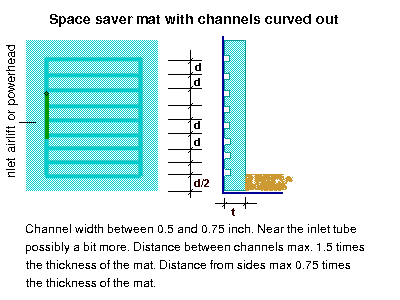 Space saver mat with channels curved out
nlet airlift or powerhead
d
d
d
d
d/2
t
Channel width between 0.5 and 0.75 inch. Near the inlet tube
possibly a bit more. Distance between channels max. 1.5 times
the thickness of the mat. Distance from sides max 0.75 times
the thickness of the mat.